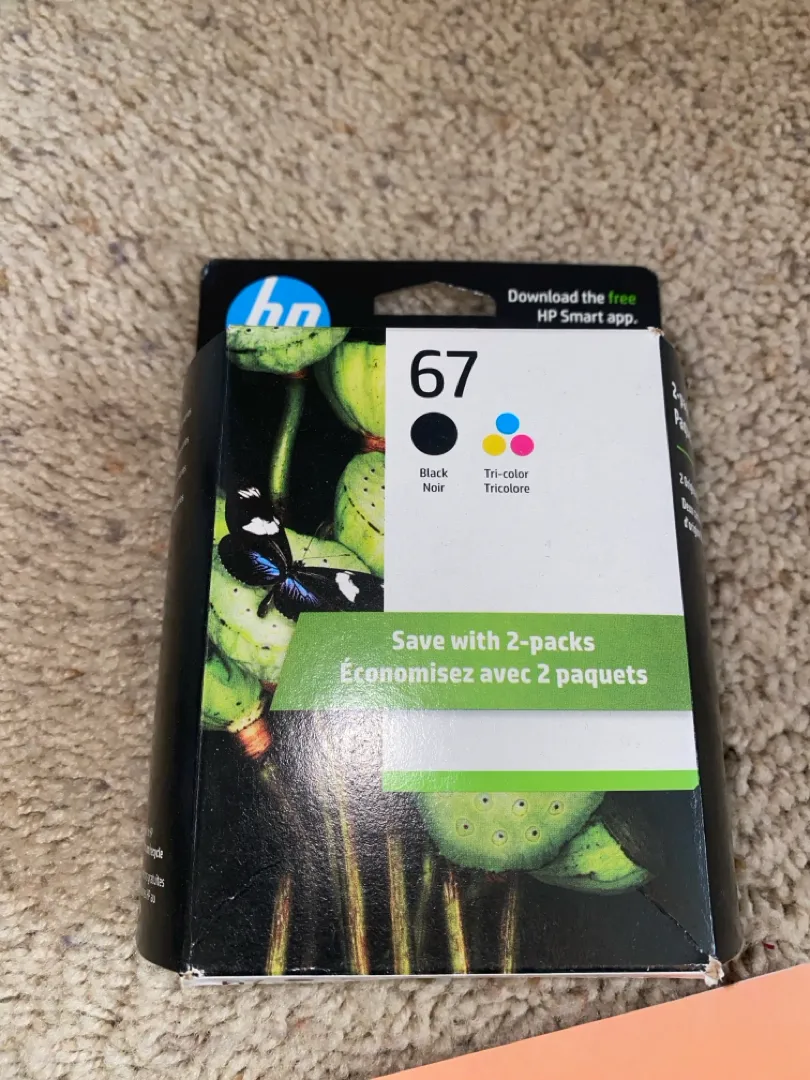 hp
Download the free
HP Smart app.
67
Black
Noir
Tri-color
Tricolore
Save with 2-packs
Économisez avec 2 paquets